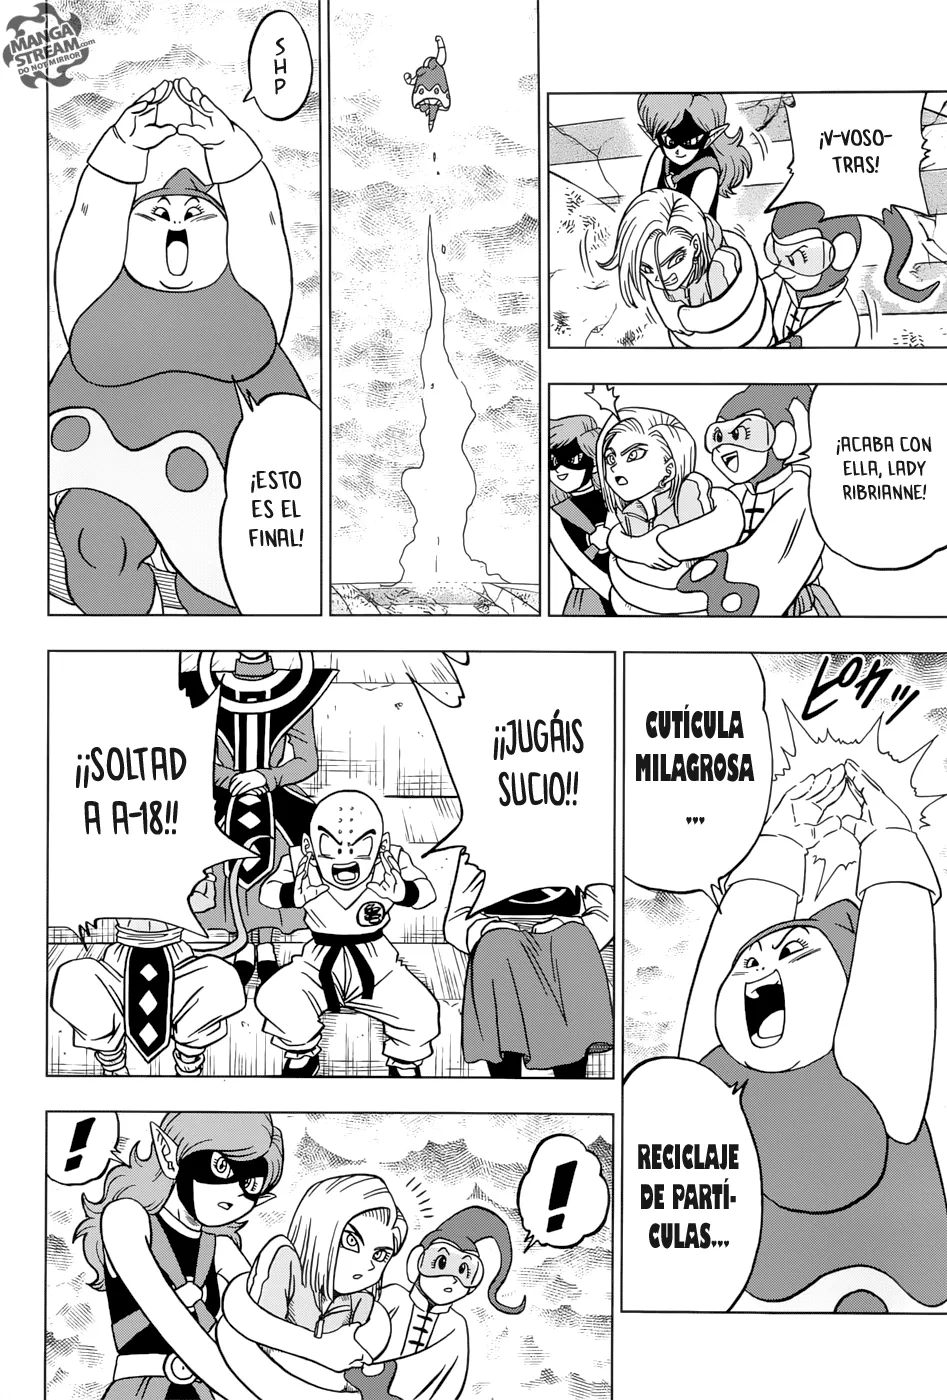 MANGA
STREAM.com
DO NOT MIRROR
¡V-VOSO-
TRAS!
SHP
¡ESTO
ES EL
FINAL!
¡ACABA CON
ELLA, LADY
RIBRIANNE!
CUTÍCULA
MILAGROSA
...
RECICLAJE
DE PARTÍ-
CULAS...
¡¡JUGÁIS
SUCIO!!
¡¡SOLTAD
A A-18!!
!
!